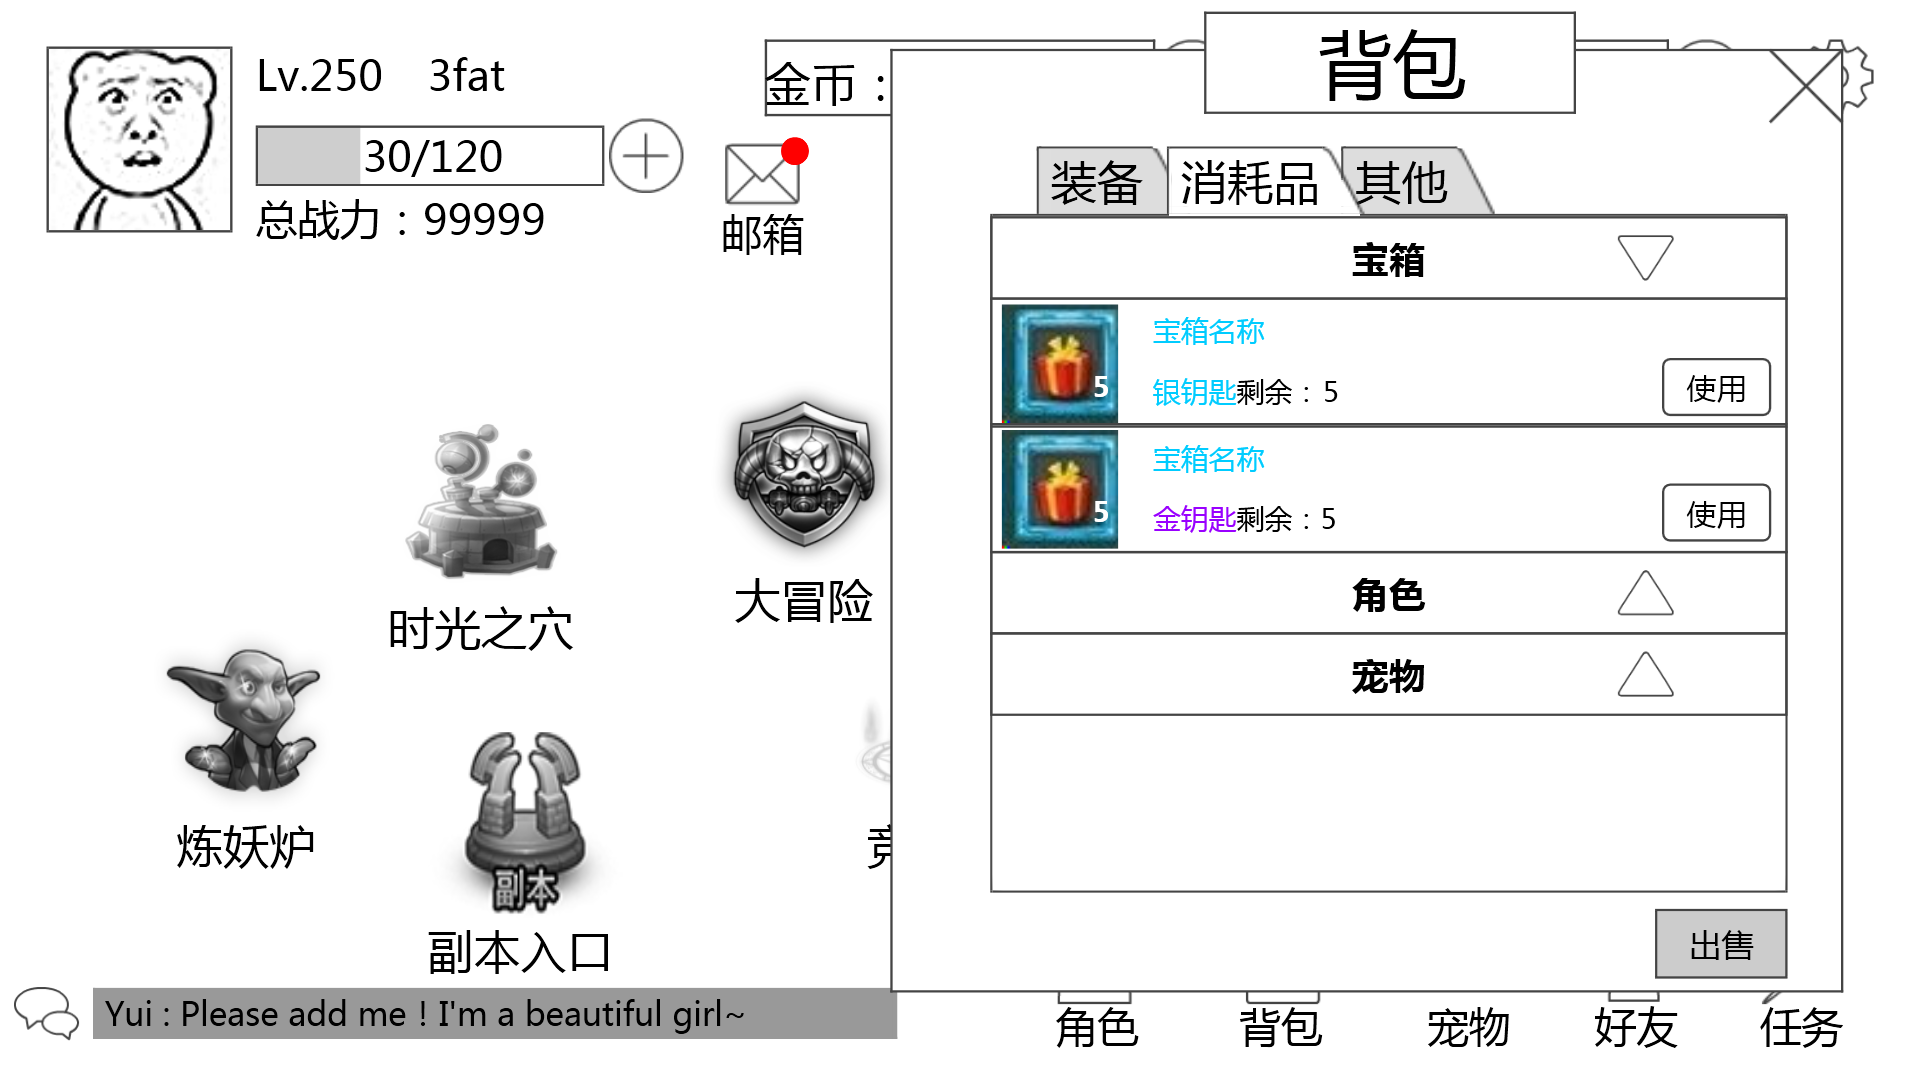 Lv.250 3fat
30/120
总战力：99999
金币：
邮箱
背包
装备 消耗品 其他
宝箱
宝箱名称
5
银钥匙剩余：5
使用
宝箱名称
5
金钥匙剩余：5
使用
角色
宠物
出售
大冒险
时光之穴
炼妖炉
副本
副本入口
Yui : Please add me ! I'm a beautiful girl~
角色 背包 宠物 好友 任务